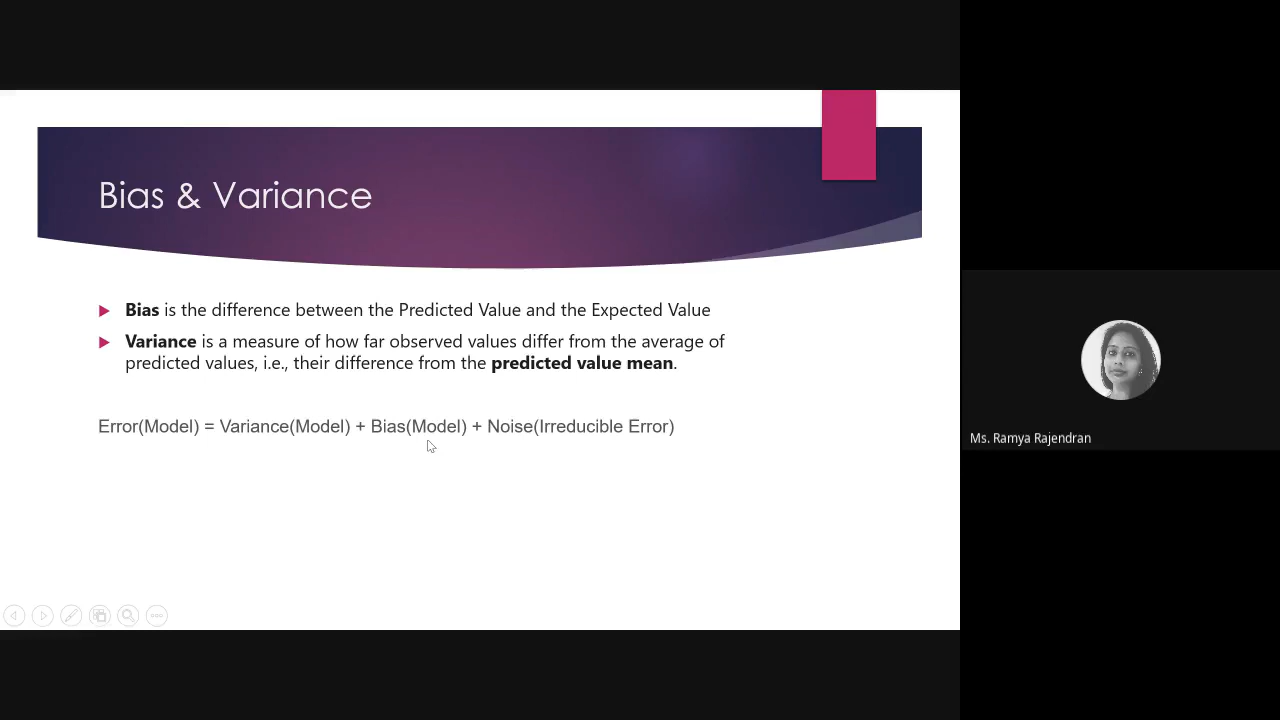 Bias & Variance
Bias is the difference between the Predicted Value and the Expected Value
Variance is a measure of how far observed values differ from the average of
predicted values, i.e., their difference from the predicted value mean.
Error(Model) = Variance(Model) + Bias(Model) + Noise(Irreducible Error)
Ms. Ramya Rajendran